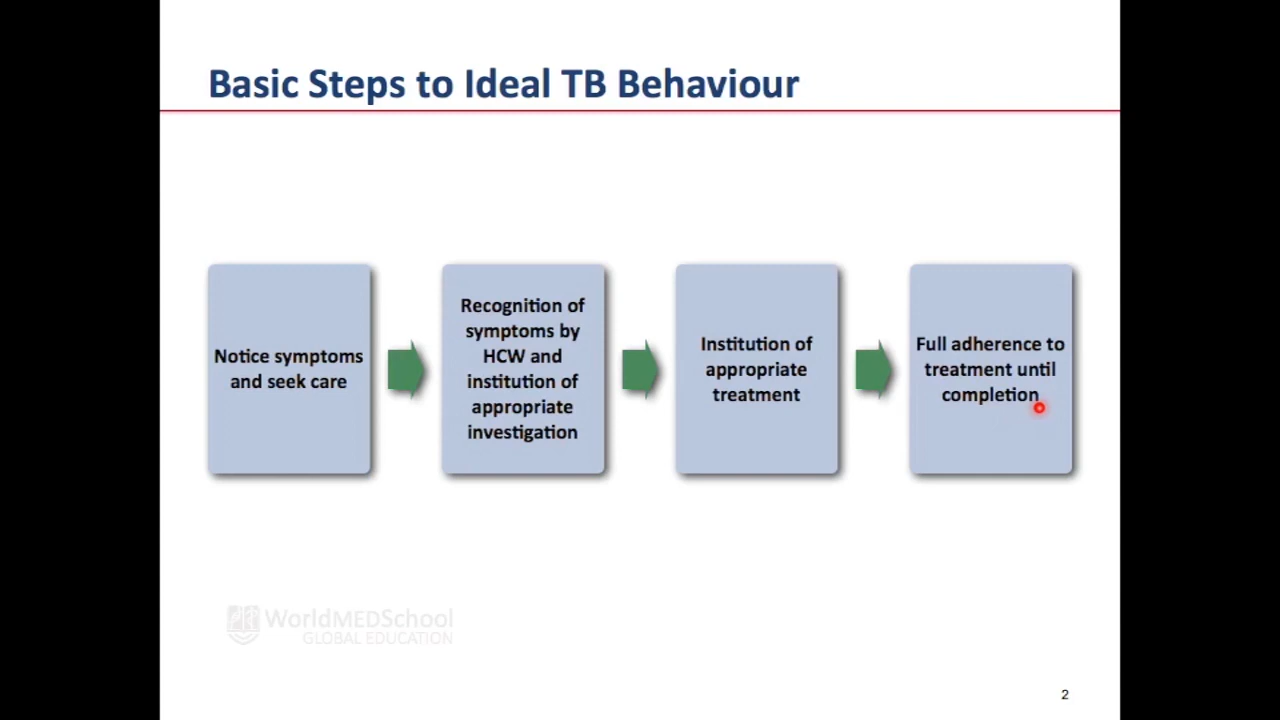 Basic Steps to Ideal TB Behaviour
Notice symptoms
and seek care
Recognition of
symptoms by
HCW and
institution of
appropriate
investigation
Institution of
appropriate
treatment
Full adherence to
treatment until
completion
WorldMEDSchool
GLOBAL EDUCATION
2